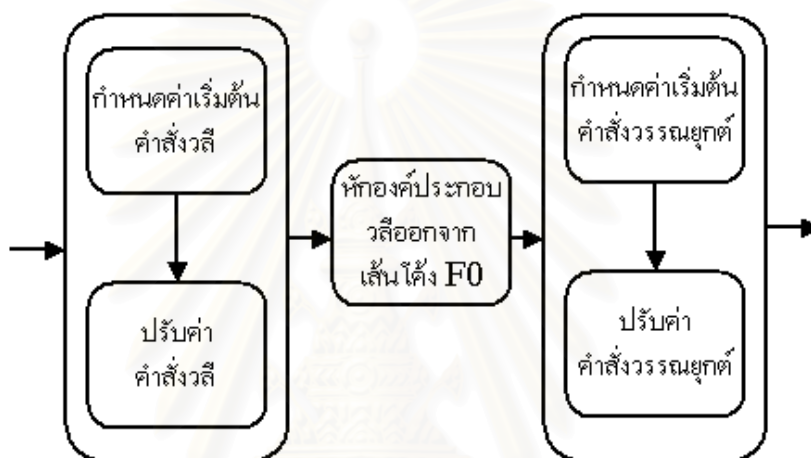 กำหนดค่าเริ่มต้น
คำสั่งวลี
ปรับค่า
คำสั่งวลี
หักองค์ประกอบ
วลีออกจาก
เส้นโค้ง F0
กำหนดค่าเริ่มต้น
คำสั่งวรรณยุกต์
ปรับค่า
คำสั่งวรรณยุกต์